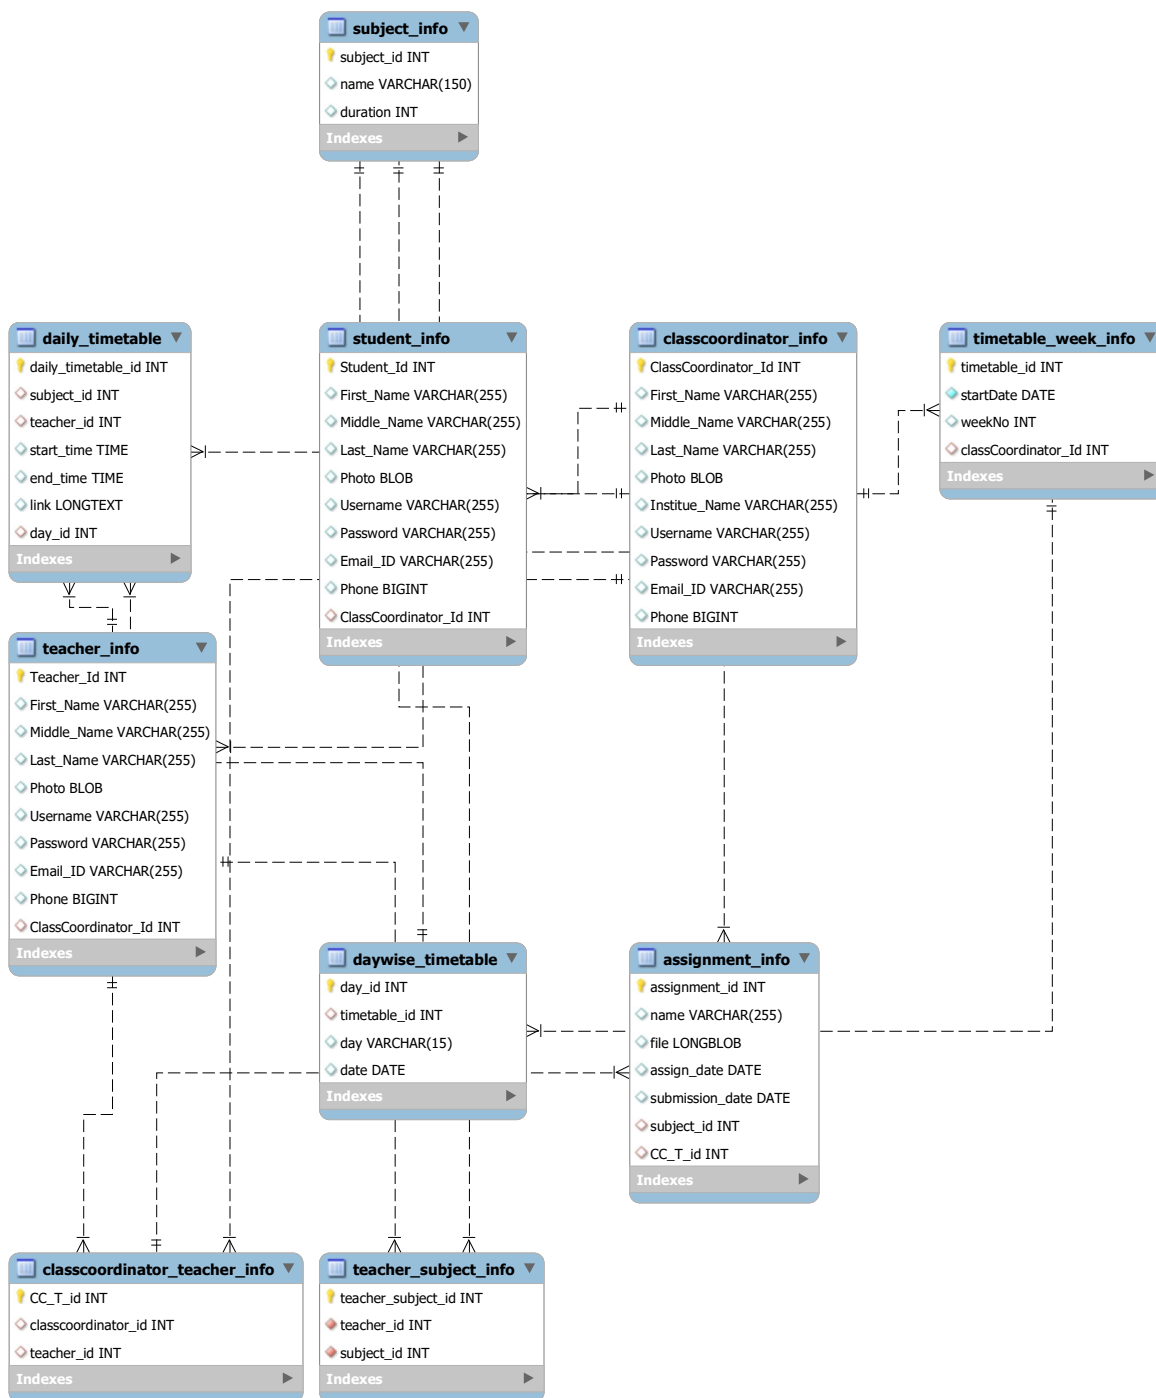 subject_info
subject_id INT
name VARCHAR(150)
duration INT
Indexes
daily_timetable
daily_timetable_id INT
subject_id INT
teacher_id INT
start_time TIME
end_time TIME
link LONGTEXT
day_id INT
Indexes
student_info
Student_Id INT
First_Name VARCHAR(255)
Middle_Name VARCHAR(255)
Last_Name VARCHAR(255)
Photo BLOB
Username VARCHAR(255)
Password VARCHAR(255)
Email_ID VARCHAR(255)
Phone BIGINT
ClassCoordinator_Id INT
Indexes
classcoordinator_info
ClassCoordinator_Id INT
First_Name VARCHAR(255)
Middle_Name VARCHAR(255)
Last_Name VARCHAR(255)
Photo BLOB
Institue_Name VARCHAR(255)
Username VARCHAR(255)
Password VARCHAR(255)
Email_ID VARCHAR(255)
Phone BIGINT
Indexes
timetable_week_info
timetable_id INT
startDate DATE
weekNo INT
classCoordinator_Id INT
Indexes
teacher_info
Teacher_Id INT
First_Name VARCHAR(255)
Middle_Name VARCHAR(255)
Last_Name VARCHAR(255)
Photo BLOB
Username VARCHAR(255)
Password VARCHAR(255)
Email_ID VARCHAR(255)
Phone BIGINT
ClassCoordinator_Id INT
Indexes
daywise_timetable
day_id INT
timetable_id INT
day VARCHAR(15)
date DATE
Indexes
assignment_info
assignment_id INT
name VARCHAR(255)
file LONGBLOB
assign_date DATE
submission_date DATE
subject_id INT
CC_T_id INT
Indexes
classcoordinator_teacher_info
CC_T_id INT
classcoordinator_id INT
teacher_id INT
Indexes
teacher_subject_info
teacher_subject_id INT
teacher_id INT
subject_id INT
Indexes